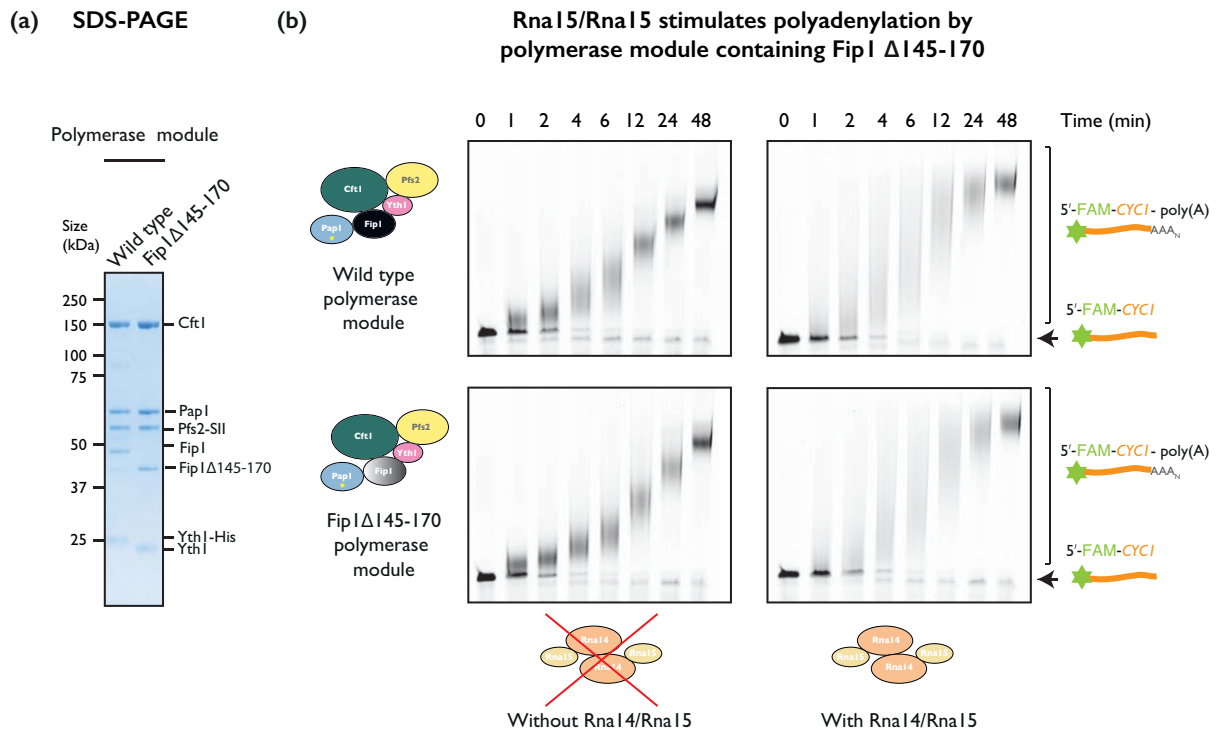 (a) SDS-PAGE
(b) Rna15/Rna15 stimulates polyadenylation by
polymerase module containing Fip1 Δ145-170
Polymerase module
Size
(kDa)
Wild type
Fip1Δ145-170
250
150
100
75
50
37
25
Cft1
Pap1
Pfs2-SII
Fip1
Fip1Δ145-170
Yth1-His
Yth1
0 1 2 4 6 12 24 48
0 1 2 4 6 12 24 48
Time (min)
Cft1
Pfs2
Yth1
Pap1
Fip1
Wild type
polymerase
module
5'-FAM-CYC1- poly(A)
AAA_N
5'-FAM-CYC1
Cft1
Pfs2
Yth1
Pap1
Fip1
Fip1Δ145-170
polymerase
module
5'-FAM-CYC1- poly(A)
AAA_N
5'-FAM-CYC1
Rna14
Rna15
Rna15
Rna14
Without Rna14/Rna15
Rna14
Rna15
Rna15
Rna14
With Rna14/Rna15